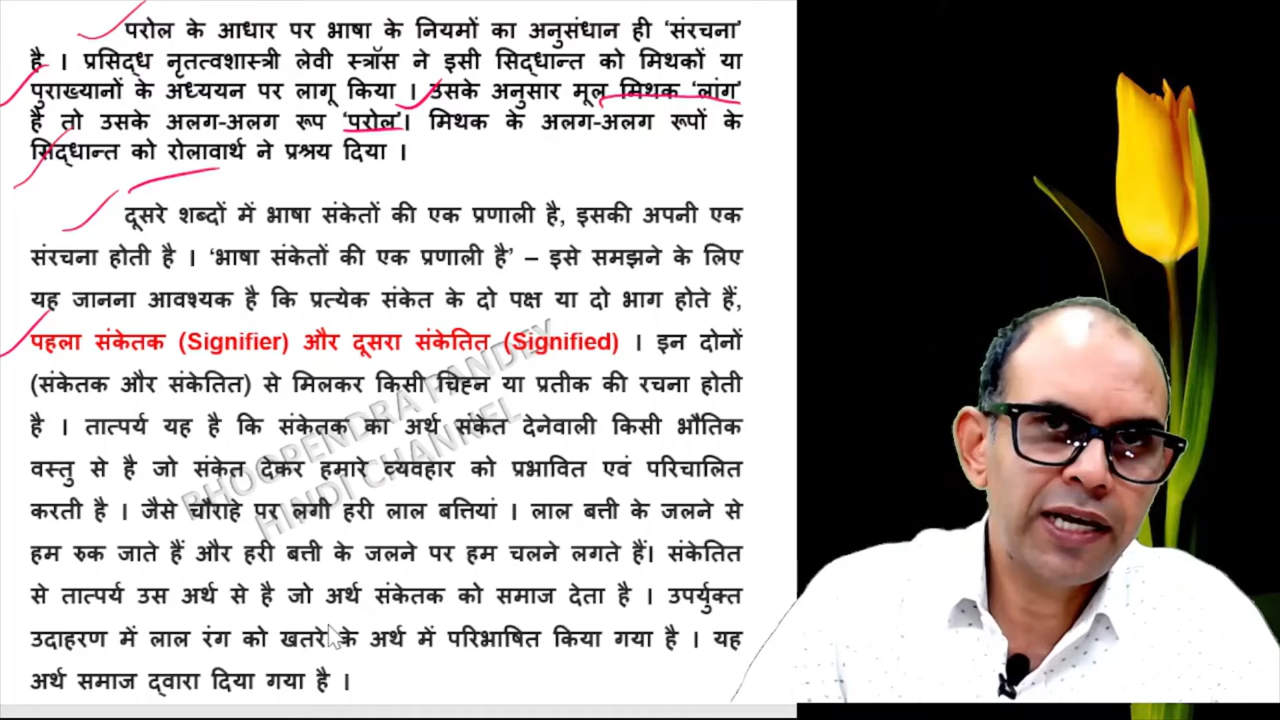 परोल के आधार पर भाषा के नियमों का अनुसंधान ही ‘संरचना’
है । प्रसिद्ध नृतत्वशास्त्री लेवी स्त्रॉस ने इसी सिद्धान्त को मिथकों या
पुराख्यानों के अध्ययन पर लागू किया । उसके अनुसार मूल मिथक ‘लांग’
है तो उसके अलग-अलग रूप ‘परोल’। मिथक के अलग-अलग रूपों के
सिद्धान्त को रोलावार्थ ने प्रश्रय दिया ।
दूसरे शब्दों में भाषा संकेतों की एक प्रणाली है, इसकी अपनी एक
संरचना होती है । ‘भाषा संकेतों की एक प्रणाली है’ – इसे समझने के लिए
यह जानना आवश्यक है कि प्रत्येक संकेत के दो पक्ष या दो भाग होते हैं,
पहला संकेतक (Signifier) और दूसरा संकेतित (Signified) । इन दोनों
(संकेतक और संकेतित) से मिलकर किसी चिह्न या प्रतीक की रचना होती
है । तात्पर्य यह है कि संकेतक का अर्थ संकेत देनेवाली किसी भौतिक
वस्तु से है जो संकेत देकर हमारे व्यवहार को प्रभावित एवं परिचालित
करती है । जैसे चौराहे पर लगी हरी लाल बत्तियां । लाल बत्ती के जलने से
हम रुक जाते हैं और हरी बत्ती के जलने पर हम चलने लगते हैं। संकेतित
से तात्पर्य उस अर्थ से है जो अर्थ संकेतक को समाज देता है । उपर्युक्त
उदाहरण में लाल रंग को खतरे के अर्थ में परिभाषित किया गया है । यह
अर्थ समाज द्वारा दिया गया है ।
BHOOPENDRA PANDEY
HINDI CHANNEL